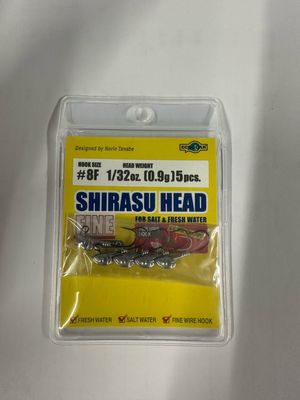 Designed by Norio Tanabe
ECOGEAR
HOOK SIZE
HEAD WEIGHT
#8F 1/32oz. (0.9g) 5pcs.
SHIRASU HEAD
FINE
FOR SALT & FRESH WATER
✓FRESH WATER ✓SALT WATER ✓FINE WIRE HOOK